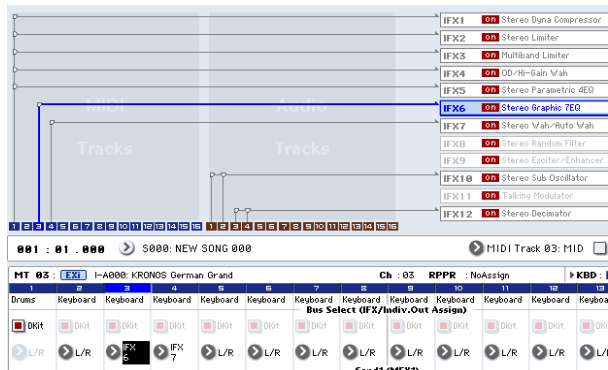 IFX1 on Stereo Dyna Compressor
IFX2 on Stereo Limiter
IFX3 on Multiband Limiter
IFX4 on OD/Hi-Gain Wah
IFX5 on Stereo Parametric 4EQ
MIDI Audio IFX6 on Stereo Graphic 7EQ
IFX7 on Stereo Wah/Auto Wah
Tracks Tracks IFX8 Stereo Random Filter
IFX9 Stereo Exciter/Enhancer
IFX10 on Stereo Sub Oscillator
IFX11 Talking Modulator
IFX12 on Stereo Decimator
1 2 3 4 5 6 7 8 9 10 11 12 13 14 15 16 1 2 3 4 5 6 7 8 9 10 11 12 13 14 15 16
001 : 01 .000 S000: NEW SONG 000 MIDI Track 03: MID
MT 03 : EXi I-A000: KRONOS German Grand Ch : 03 RPPR : NoAssign KBD :
1 2 3 4 5 6 7 8 9 10 11 12 13
Drums Keyboard Keyboard Keyboard Keyboard Keyboard Keyboard Keyboard Keyboard Keyboard Keyboard Keyboard Keyboard
Bus Select (IFX/Indiv.Out Assign)
DKit DKit DKit DKit DKit DKit DKit DKit DKit DKit DKit DKit DKit
L/R L/R IFX 6 IFX 7 L/R L/R L/R L/R L/R L/R L/R L/R L/R
Send1 (MFX1)